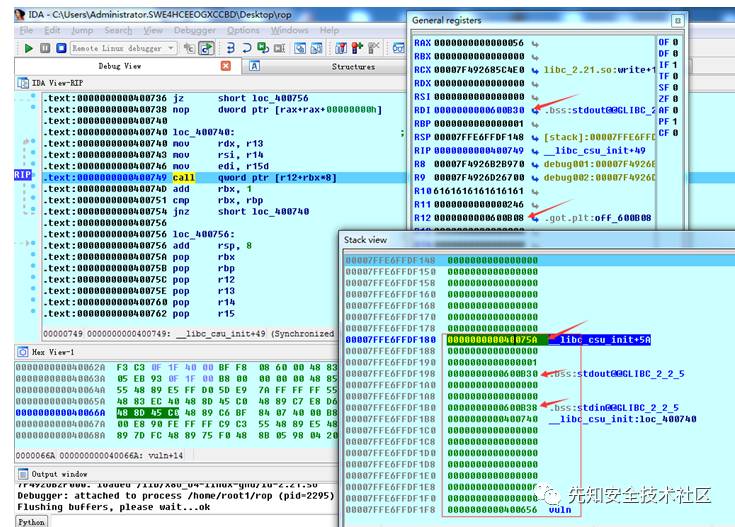 IDA - C:\Users\Administrator.SWE4HCEEOGXCCBD\Desktop\rop
File Edit Jump Search View Debugger Options Windows Help
Remote Linux debugger
Debug View
Structures
IDA View-RIP
.text:0000000000400736 jz short loc_400756
.text:0000000000400738 nop dword ptr [rax+rax+00000000h]
.text:0000000000400740
.text:0000000000400740 loc_400740: ;
.text:0000000000400740 mov rdx, r13
.text:0000000000400743 mov rsi, r14
.text:0000000000400746 mov edi, r15d
RIP .text:0000000000400749 call qword ptr [r12+rbx*8]
.text:000000000040074D add rbx, 1
.text:0000000000400751 cmp rbx, rbp
.text:0000000000400754 jnz short loc_400740
.text:0000000000400756
.text:0000000000400756 loc_400756:
.text:0000000000400756 add rsp, 8
.text:000000000040075A pop rbx
.text:000000000040075B pop rbp
.text:000000000040075C pop r12
.text:000000000040075E pop r13
.text:0000000000400760 pop r14
.text:0000000000400762 pop r15
00000749 0000000000400749: __libc_csu_init+49 (Synchronized
General registers
RAX 0000000000000056
RBX 0000000000000000
RCX 00007F492685C4E0 libc_2.21.so:write+1
RDX 0000000000000000
RSI 0000000000000000
RDI 0000000000600B30 .bss:stdout@@GLIBC_2
RBP 0000000000000001
RSP 00007FFE6FFDF148 [stack]:00007FFE6FFD
RIP 0000000000400749 __libc_csu_init+49
R8 00007F4926B2B970 debug001:00007F4926B
R9 00007F4926D26700 debug002:00007F4926D
R10 6161616161616161
R11 0000000000000246
R12 0000000000600B08 .got.plt:off_600B08
OF 0
DF 0
IF 1
TF 0
SF 0
ZF 0
AF 0
PF 1
CF 0
Stack view
00007FFE6FFDF148 0000000000000000
00007FFE6FFDF150 0000000000000000
00007FFE6FFDF158 0000000000000000
00007FFE6FFDF160 0000000000000000
00007FFE6FFDF168 0000000000000000
00007FFE6FFDF170 0000000000000000
00007FFE6FFDF178 0000000000000000
00007FFE6FFDF180 000000000040075A __libc_csu_init+5A
00007FFE6FFDF188 0000000000000000
00007FFE6FFDF190 0000000000000001
00007FFE6FFDF198 0000000000600B30 .bss:stdout@@GLIBC_2_2_5
00007FFE6FFDF1A0 0000000000000000
00007FFE6FFDF1A8 0000000000000000
00007FFE6FFDF1B0 0000000000600B38 .bss:stdin@@GLIBC_2_2_5
00007FFE6FFDF1B8 0000000000400740 __libc_csu_init:loc_400740
00007FFE6FFDF1C0 0000000000000000
00007FFE6FFDF1C8 0000000000000000
00007FFE6FFDF1D0 0000000000000000
00007FFE6FFDF1D8 0000000000000000
00007FFE6FFDF1E0 0000000000000000
00007FFE6FFDF1E8 0000000000000000
00007FFE6FFDF1F0 0000000000000000
00007FFE6FFDF1F8 0000000000400656 vuln
Hex View-1
000000000040062A F3 C3 0F 1F 40 00 BF F8 08 60 00 48 83
000000000040063A 05 EB 93 0F 1F 00 B8 00 00 00 00 48 85
000000000040064A 55 48 89 E5 FF D0 5D E9 7A FF FF FF 55
000000000040065A 48 83 EC 40 48 8D 45 C0 48 89 C7 E8 D6
000000000040066A 48 8D 45 C0 48 89 C6 BF 84 07 40 00 B8
000000000040067A 00 E8 90 FE FF FF C9 C3 55 48 89 E5 48
000000000040068A 89 7D FC 48 89 75 F0 48 8B 05 98 04 20
0000066A 000000000040066A: vuln+14
Output window
Debugger: attached to process /home/root1/rop (pid=2295)
Flushing buffers, please wait...ok
Python
先知安全技术社区